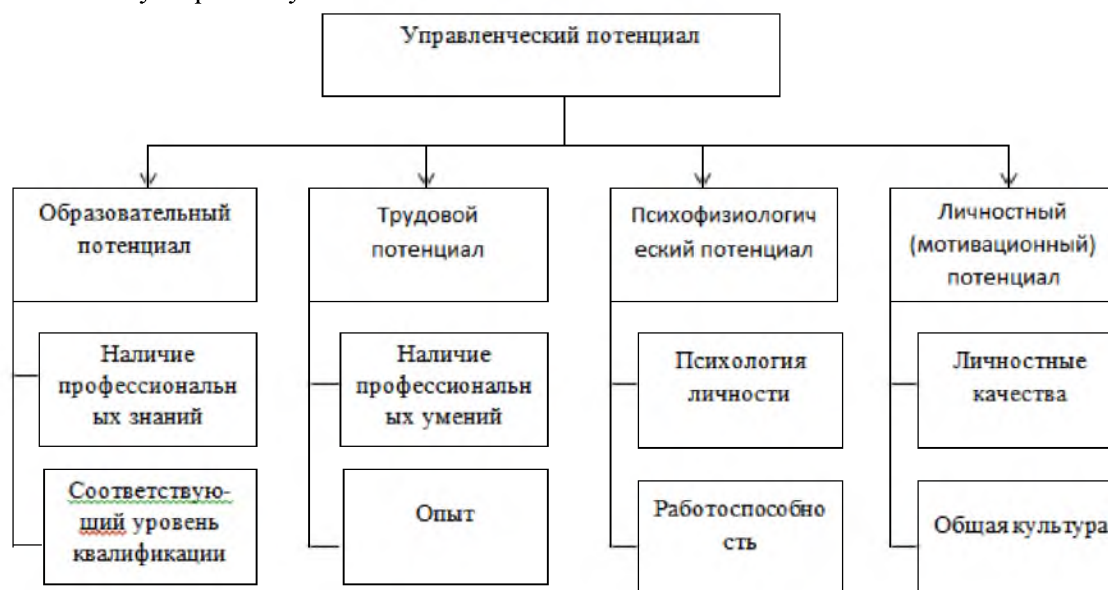 Управленческий потенциал
Образовательный
потенциал
Трудовой
потенциал
Психофизиологич
еский потенциал
Личностный
(мотивационный)
потенциал
Наличие
профессиональн
ых знаний
Наличие
профессиональн
ых умений
Психология
личности
Личностные
качества
Соответствую-
ший уровень
квалификации
Опыт
Работоспособно
сть
Общая культура